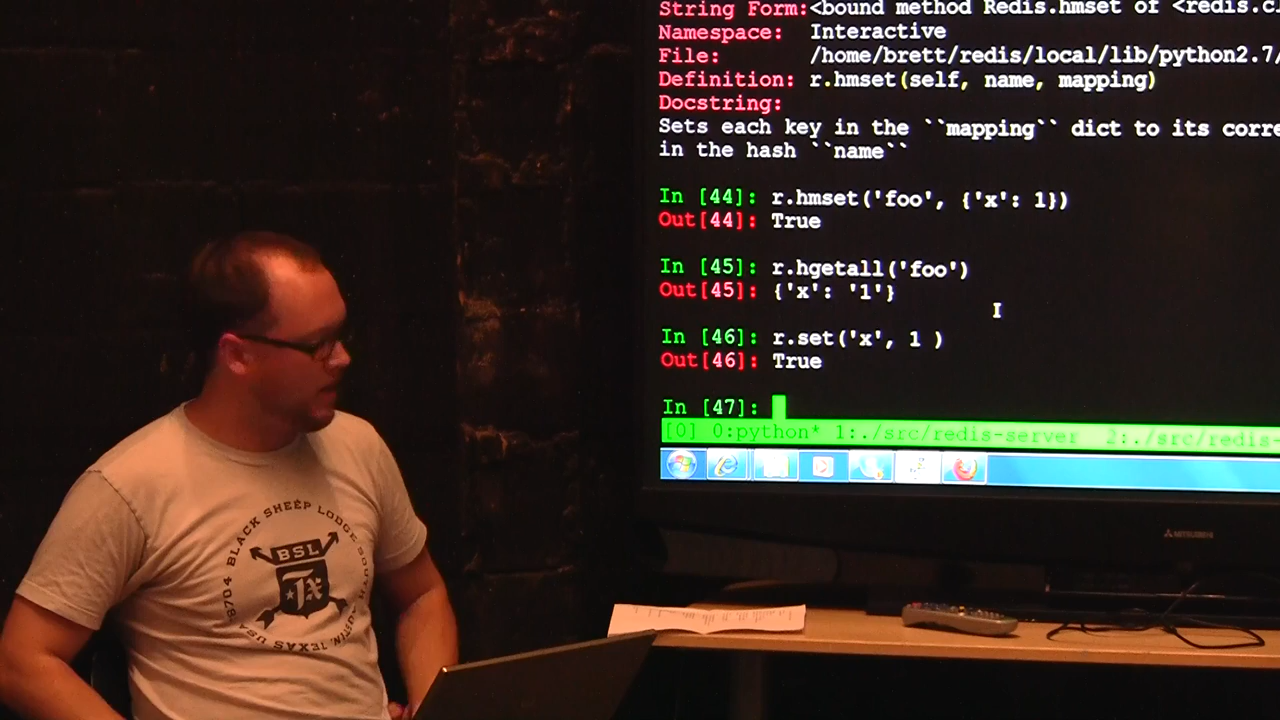 String Form:<bound method Redis.hmset of <redis.cl
Namespace: Interactive
File: /home/brett/redis/local/lib/python2.7/
Definition: r.hmset(self, name, mapping)
Docstring:
Sets each key in the ``mapping`` dict to its corre
in the hash ``name``
In [44]: r.hmset('foo', {'x': 1})
Out[44]: True
In [45]: r.hgetall('foo')
Out[45]: {'x': '1'}
In [46]: r.set('x', 1 )
Out[46]: True
In [47]:
[0] 0:python* 1:./src/redis-server 2:./src/redis-
MITSUBISHI
78704 BLACK SHEEP LODGE SOUTH AUSTIN, TEXAS USA
BSL
Tx